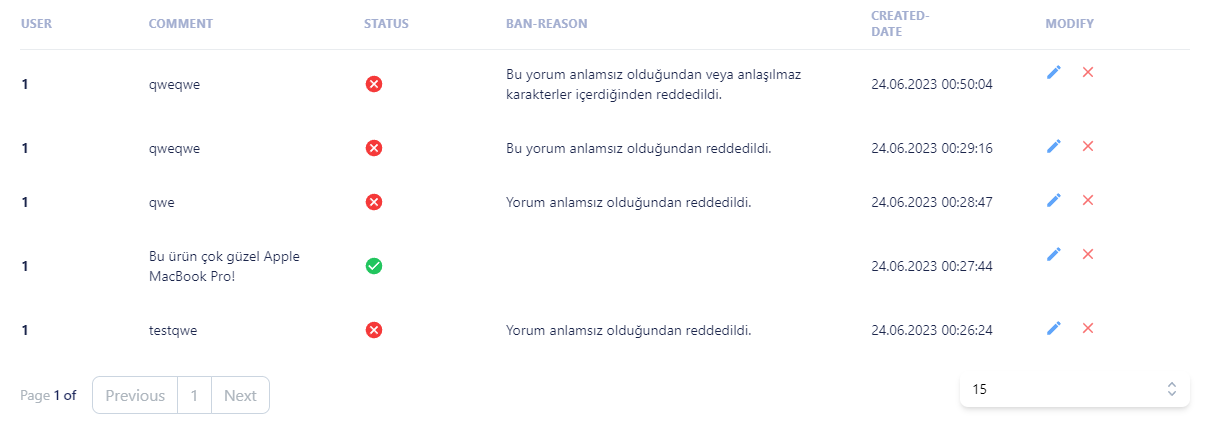 USER COMMENT STATUS BAN-REASON CREATED-
DATE MODIFY
1 qweqwe Bu yorum anlamsız olduğundan veya anlaşılmaz
karakterler içerdiğinden reddedildi. 24.06.2023 00:50:04
1 qweqwe Bu yorum anlamsız olduğundan reddedildi. 24.06.2023 00:29:16
1 qwe Yorum anlamsız olduğundan reddedildi. 24.06.2023 00:28:47
1 Bu ürün çok güzel Apple
MacBook Pro! 24.06.2023 00:27:44
1 testqwe Yorum anlamsız olduğundan reddedildi. 24.06.2023 00:26:24
Page 1 of Previous 1 Next 15